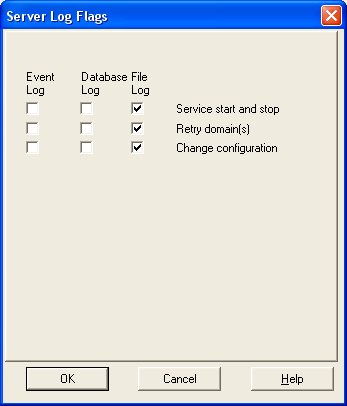 Server Log Flags
Event Log
Database Log
File Log
Service start and stop
Retry domain(s)
Change configuration
OK
Cancel
Help